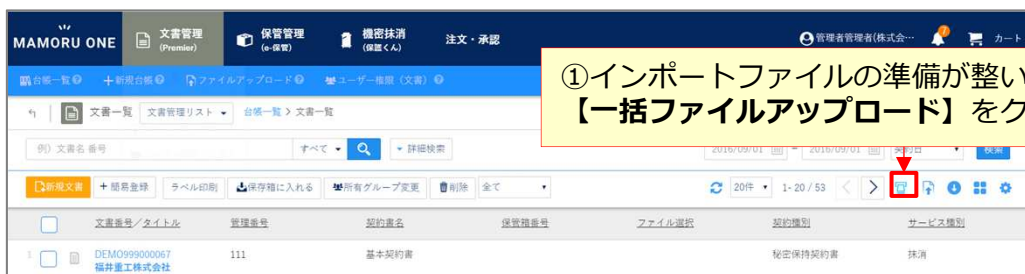 MAMORU ONE
文書管理
(Premier)
保管管理
(e-保管)
機密抹消
(保護くん)
注文・承認
管理者管理者(株式会…
カート
台帳一覧
＋新規台帳
ファイルアップロード
ユーザー権限（文書）
①インポートファイルの準備が整い
【一括ファイルアップロード】をク
文書一覧
文書管理リスト
台帳一覧 > 文書一覧
例）文書名 番号
すべて
詳細検索
2016/09/01 - 2016/09/01
契約日
検索
新規文書
＋簡易登録
ラベル印刷
保存箱に入れる
所有グループ変更
削除
全て
20件
1- 20 / 53
文書番号／タイトル 管理番号 契約書名 保管箱番号 ファイル選択 契約種別 サービス種別
1 DEMO999000067 111 基本契約書 秘密保持契約書 抹消
福井重工株式会社